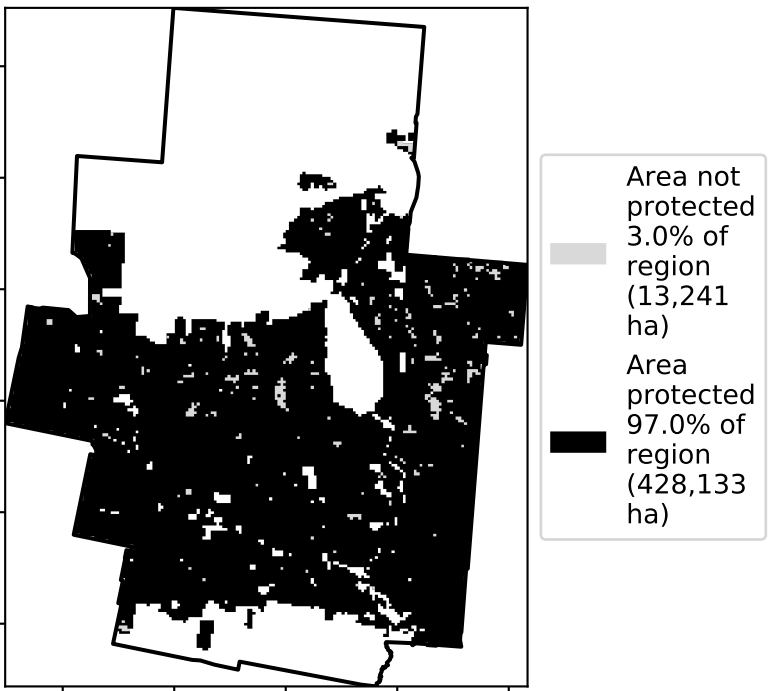 Area not
protected
3.0% of
region
(13,241
ha)
Area
protected
97.0% of
region
(428,133
ha)